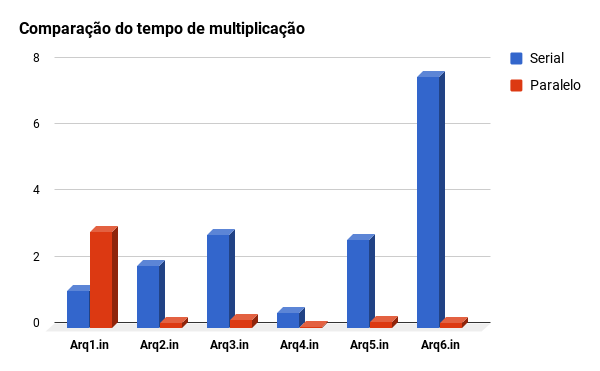 Comparação do tempo de multiplicação
8
6
4
2
0
Arq1.in Arq2.in Arq3.in Arq4.in Arq5.in Arq6.in
Serial
Paralelo